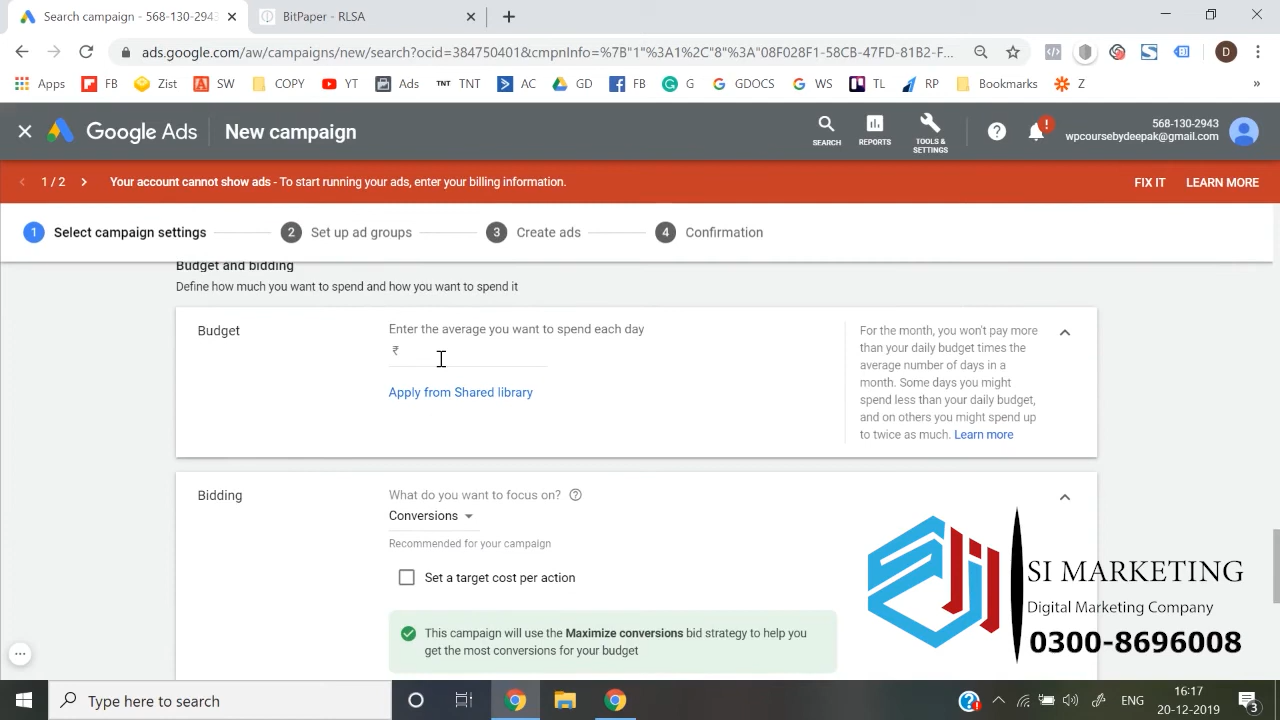 Search campaign - 568-130-2943
BitPaper - RLSA
ads.google.com/aw/campaigns/new/search?ocid=384750401&cmpnInfo=%7B"1"%3A1%2C"8"%3A"08F028F1-58CB-47FD-81B2-F...
D
Apps FB Zist SW COPY YT Ads TNT TNT AC GD FB G GDOCS WS TL RP Bookmarks Z »
Google Ads
New campaign
SEARCH
REPORTS
TOOLS &
SETTINGS
568-130-2943
wpcoursebydeepak@gmail.com
1 / 2
Your account cannot show ads - To start running your ads, enter your billing information.
FIX IT
LEARN MORE
1 Select campaign settings
2 Set up ad groups
3 Create ads
4 Confirmation
Budget and bidding
Define how much you want to spend and how you want to spend it
Budget
Enter the average you want to spend each day
₹
Apply from Shared library
For the month, you won't pay more
than your daily budget times the
average number of days in a
month. Some days you might
spend less than your daily budget,
and on others you might spend up
to twice as much. Learn more
Bidding
What do you want to focus on?
Conversions
Recommended for your campaign
Set a target cost per action
This campaign will use the Maximize conversions bid strategy to help you
get the most conversions for your budget
SI MARKETING
Digital Marketing Company
0300-8696008
Type here to search
ENG
16:17
20-12-2019
3